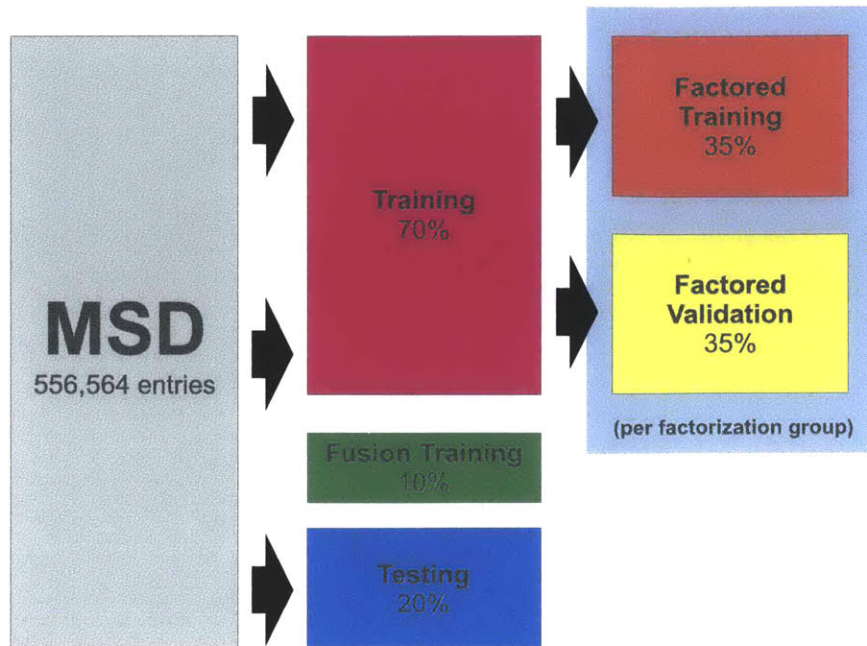 MSD
556,564 entries
Training
70%
Fusion Training
10%
Testing
20%
Factored
Training
35%
Factored
Validation
35%
(per factorization group)